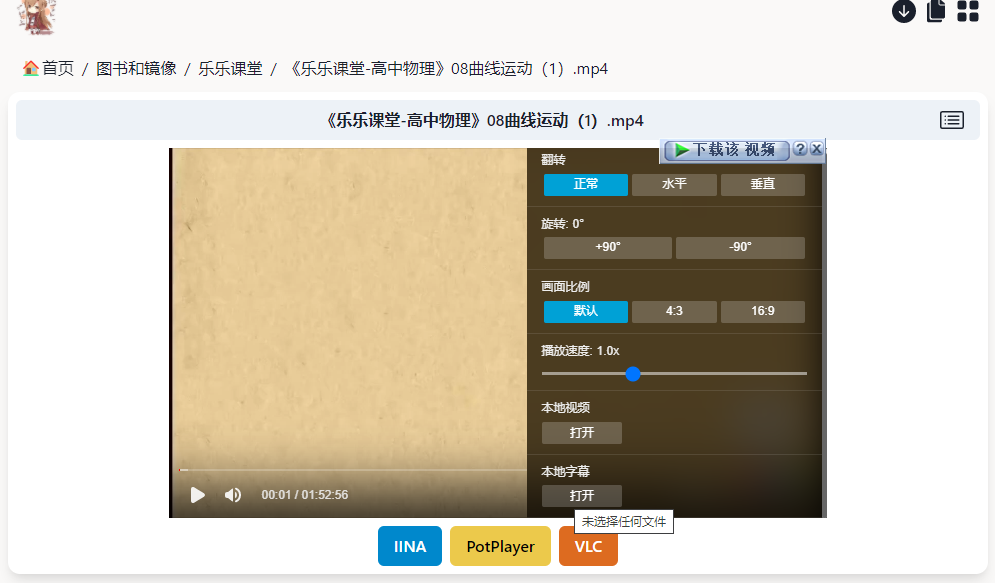 首页 / 图书和镜像 / 乐乐课堂 / 《乐乐课堂-高中物理》08曲线运动（1）.mp4
《乐乐课堂-高中物理》08曲线运动（1）.mp4
下载该 视频 ? X
翻转
正常 水平 垂直
旋转: 0°
+90° -90°
画面比例
默认 4:3 16:9
播放速度: 1.0x
本地视频
打开
本地字幕
打开
00:01 / 01:52:56
未选择任何文件
IINA PotPlayer VLC